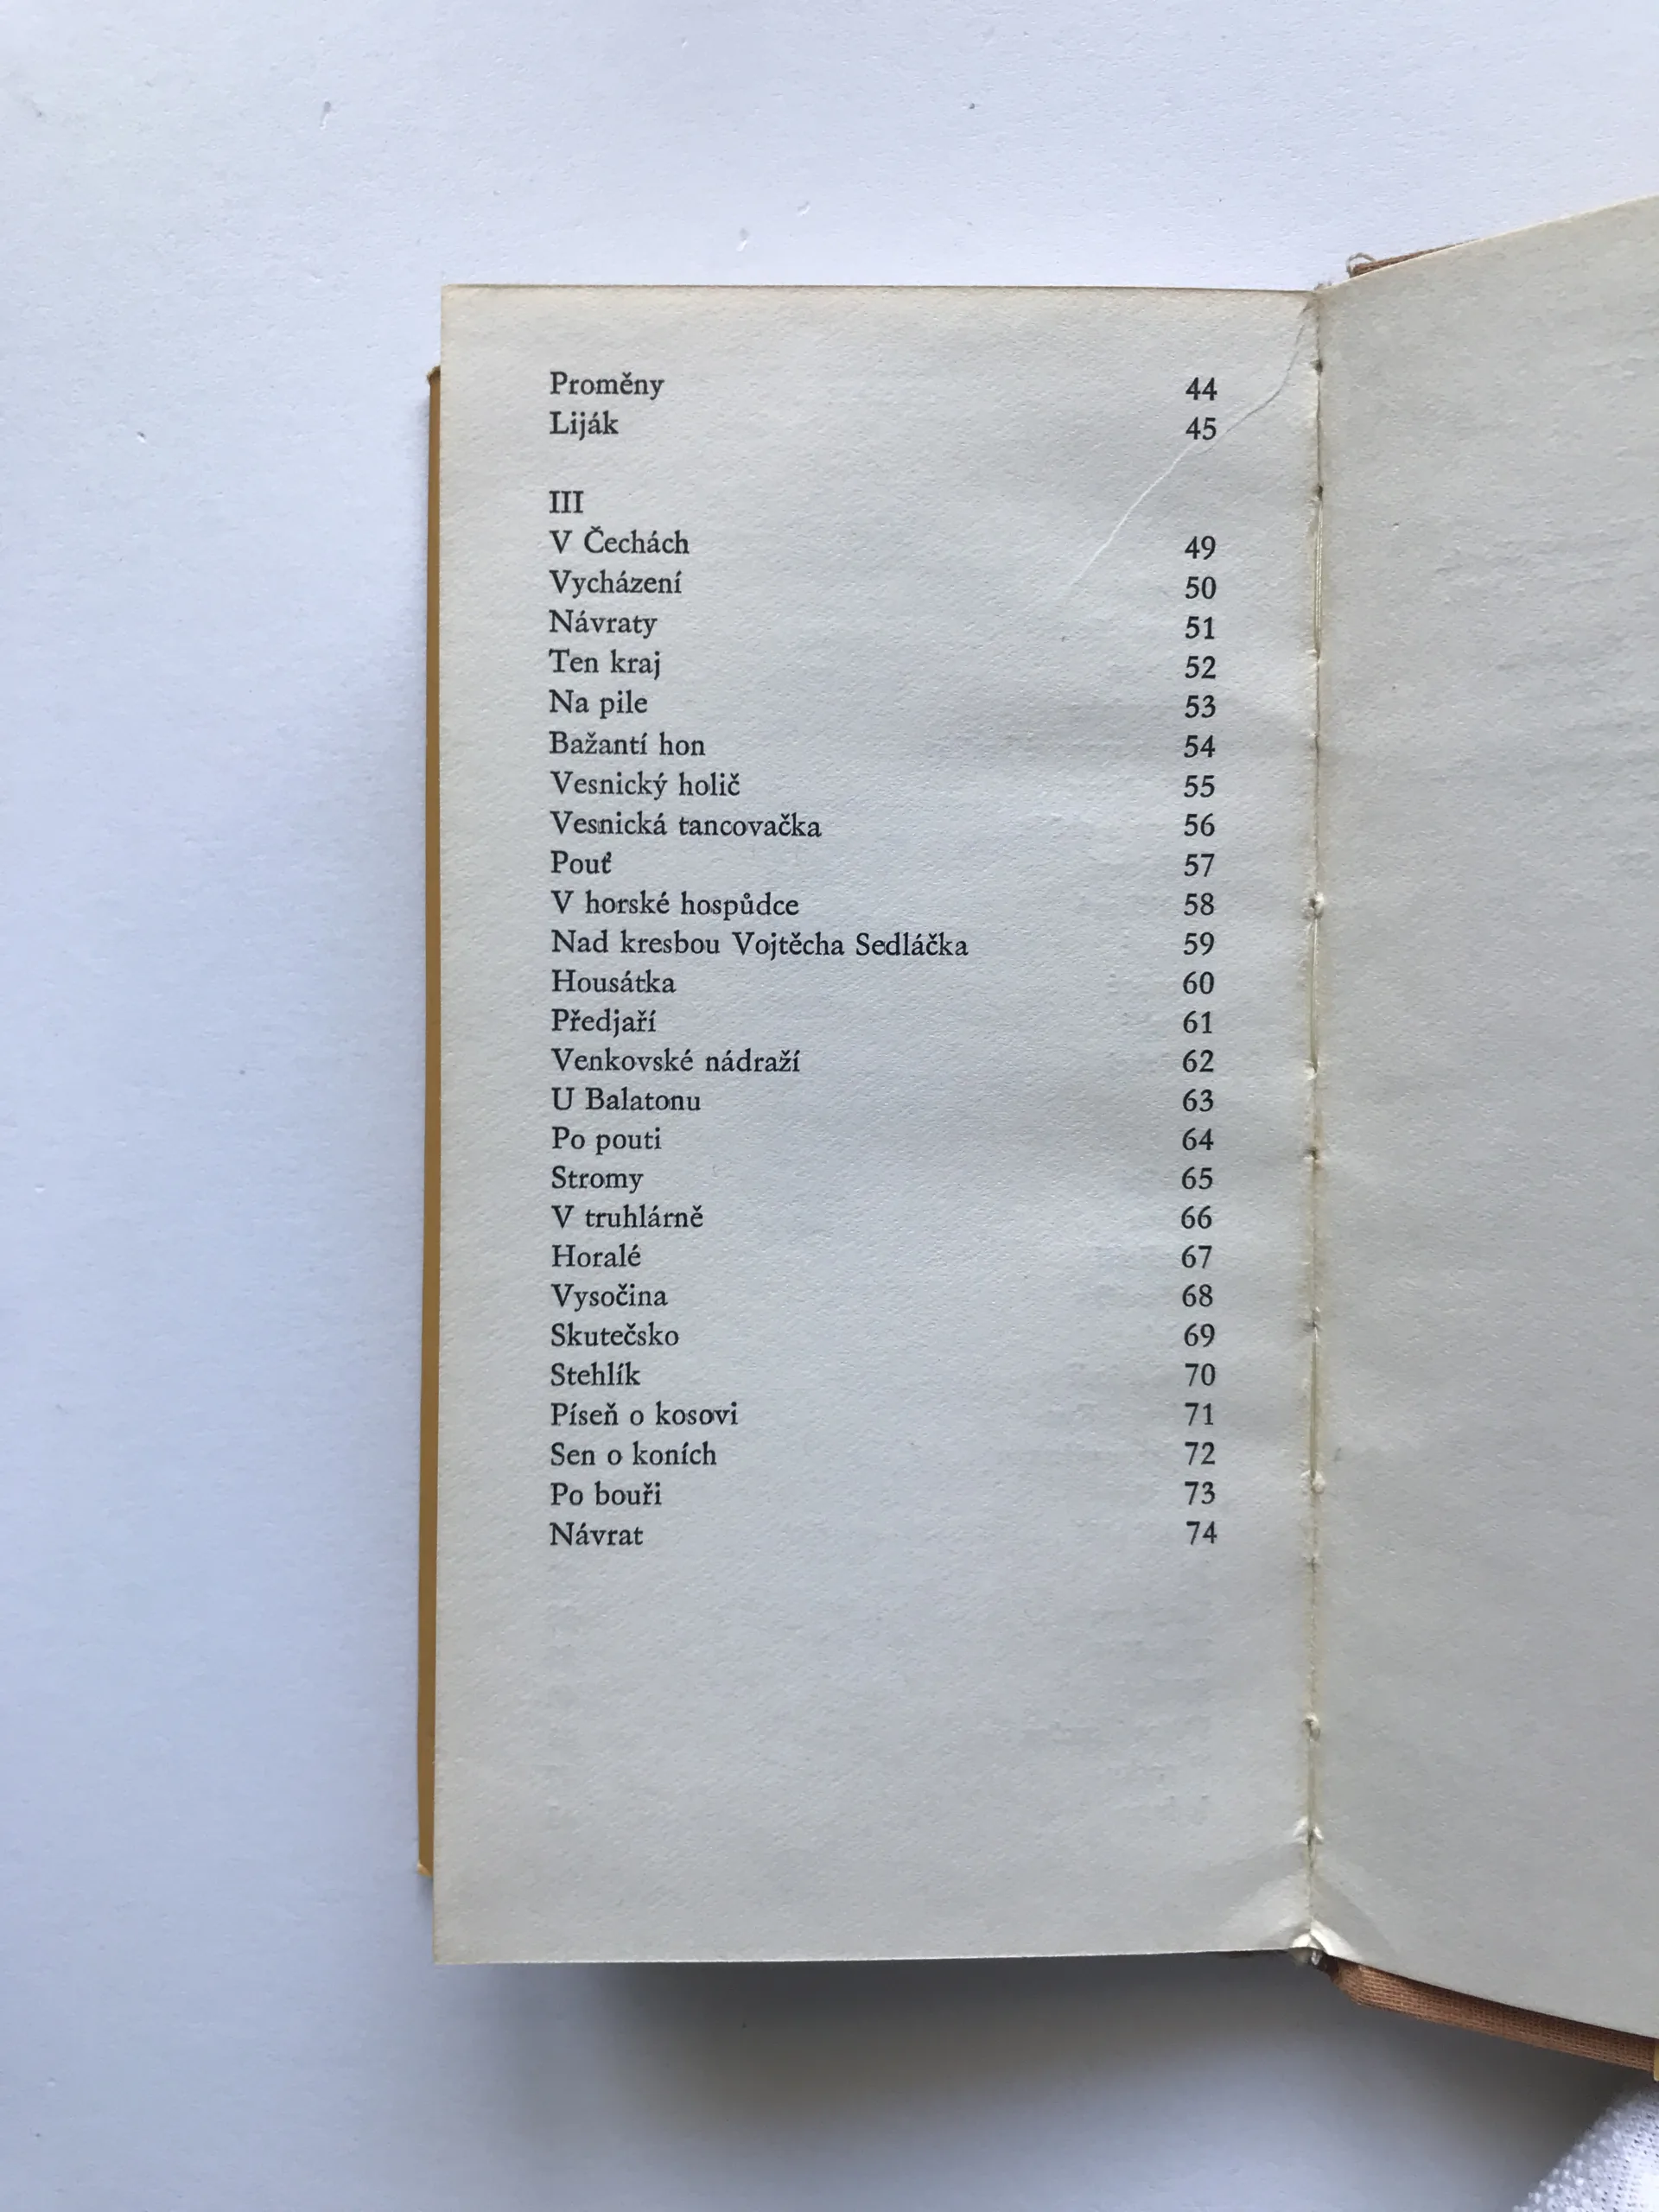 Proměny 44
Liják 45
III
V Čechách 49
Vycházení 50
Návraty 51
Ten kraj 52
Na pile 53
Bažantí hon 54
Vesnický holič 55
Vesnická tancovačka 56
Pouť 57
V horské hospůdce 58
Nad kresbou Vojtěcha Sedláčka 59
Housátka 60
Předjaří 61
Venkovské nádraží 62
U Balatonu 63
Po pouti 64
Stromy 65
V truhlárně 66
Horalé 67
Vysočina 68
Skutečsko 69
Stehlík 70
Píseň o kosovi 71
Sen o koních 72
Po bouři 73
Návrat 74